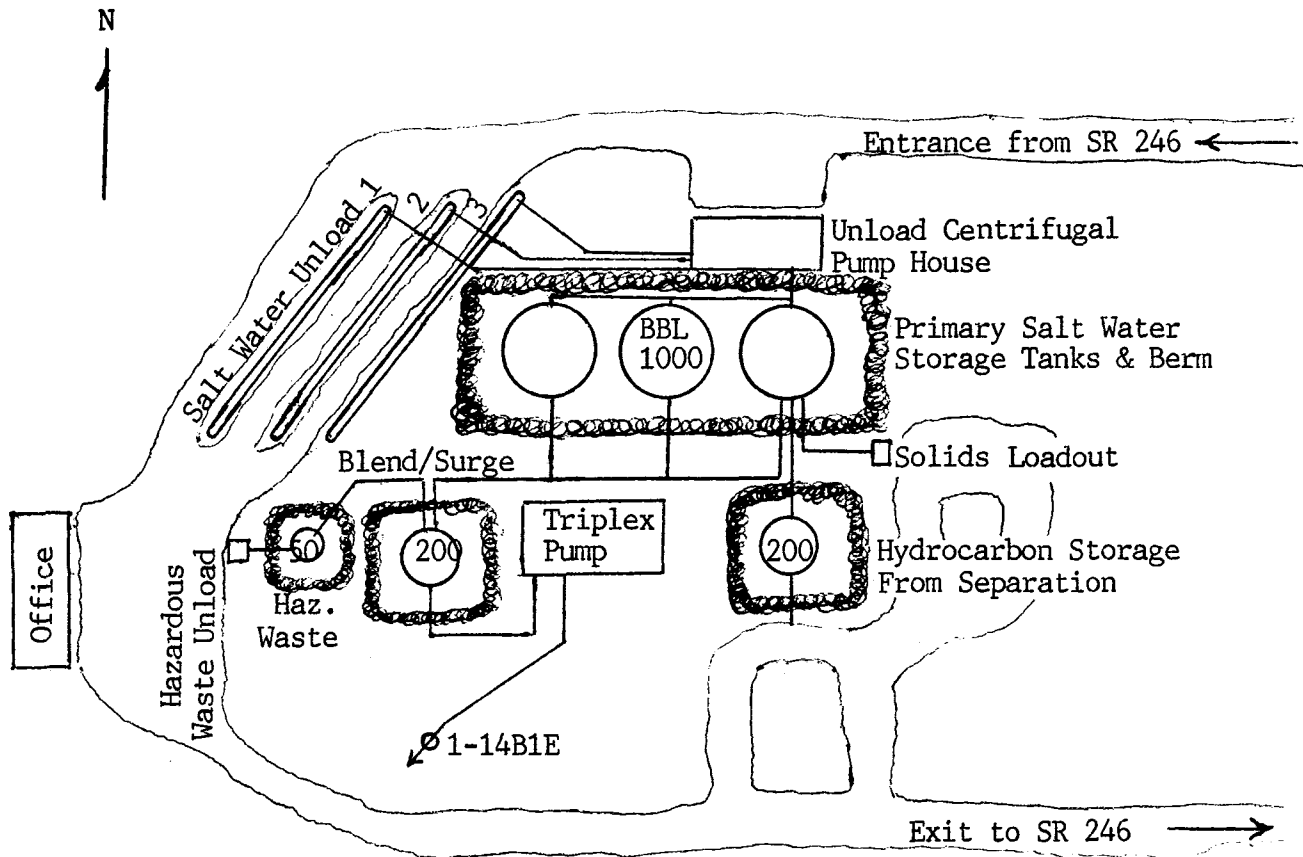 N
Entrance from SR 246
Salt Water Unload 1
2
3
Unload Centrifugal
Pump House
BBL
1000
Primary Salt Water
Storage Tanks & Berm
Solids Loadout
Blend/Surge
Triplex
Pump
50
200
200
Hydrocarbon Storage
From Separation
Haz.
Waste
Office
Hazardous
Waste Unload
1-14B1E
Exit to SR 246